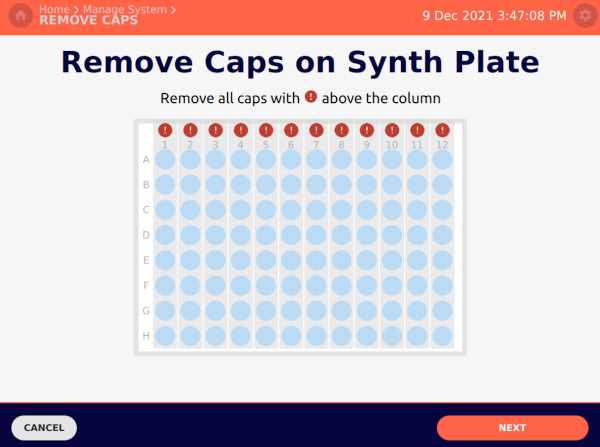 Home > Manage System >
REMOVE CAPS
9 Dec 2021 3:47:08 PM
Remove Caps on Synth Plate
Remove all caps with ! above the column
! ! ! ! ! ! ! ! ! ! ! !
1 2 3 4 5 6 7 8 9 10 11 12
A
B
C
D
E
F
G
H
CANCEL
NEXT